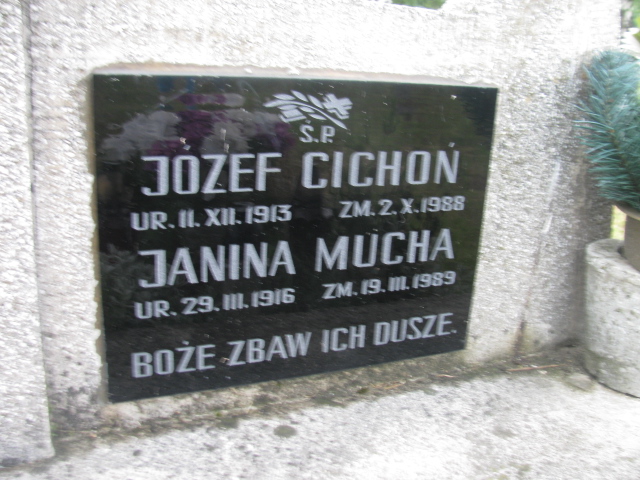 Ś.P.
JÓZEF CICHOŃ
UR. 11. XII. 1913 ZM. 2. X. 1988
JANINA MUCHA
UR. 29. III. 1916 ZM. 19. III. 1989
BOŻE ZBAW ICH DUSZE.